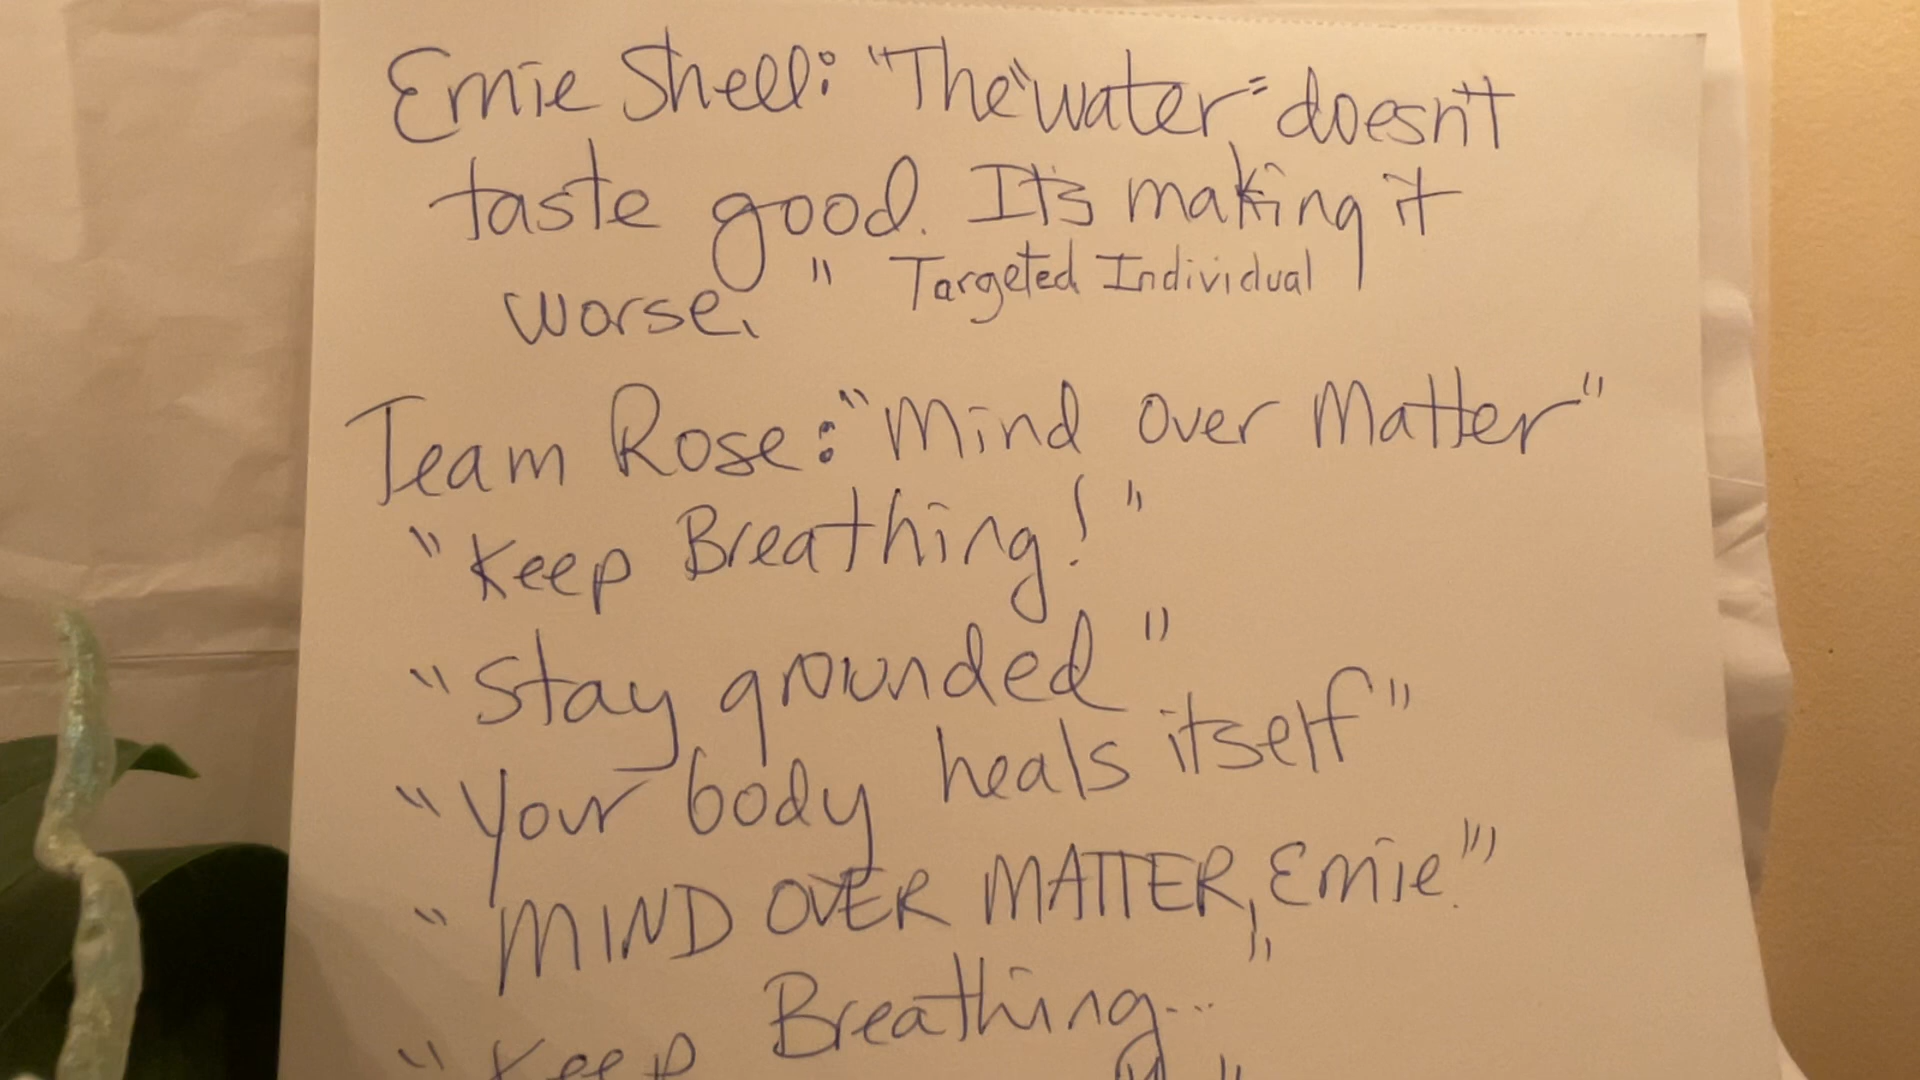 Ernie Shell: "The "water" doesn't
taste good. It's making it
worse." Targeted Individual
Team Rose: "Mind Over Matter"
"Keep Breathing!"
"Stay grounded"
"Your body heals itself"
"MIND OVER MATTER, Ernie!"
"Keep Breathing..."